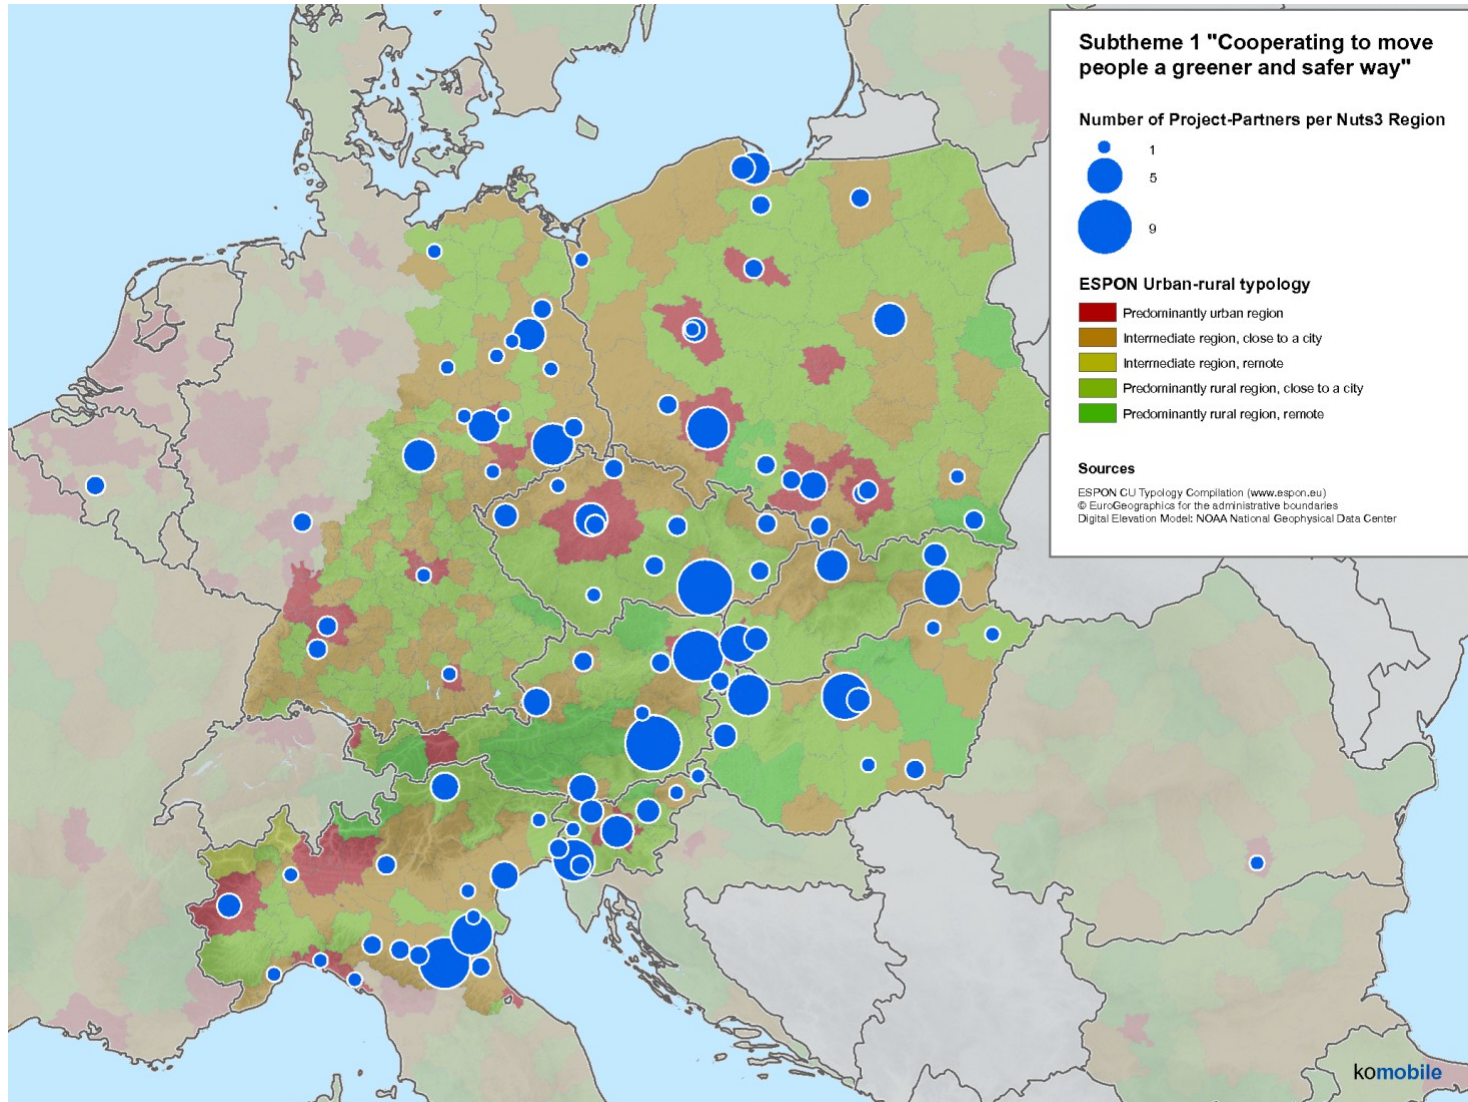 Subtheme 1 "Cooperating to move
people a greener and safer way"
Number of Project-Partners per Nuts3 Region
1
5
9
ESPON Urban-rural typology
Predominantly urban region
Intermediate region, close to a city
Intermediate region, remote
Predominantly rural region, close to a city
Predominantly rural region, remote
Sources
ESPON CU Typology Compilation (www.espon.eu)
© EuroGeographics for the administrative boundaries
Digital Elevation Model: NOAA National Geophysical Data Center
komobile